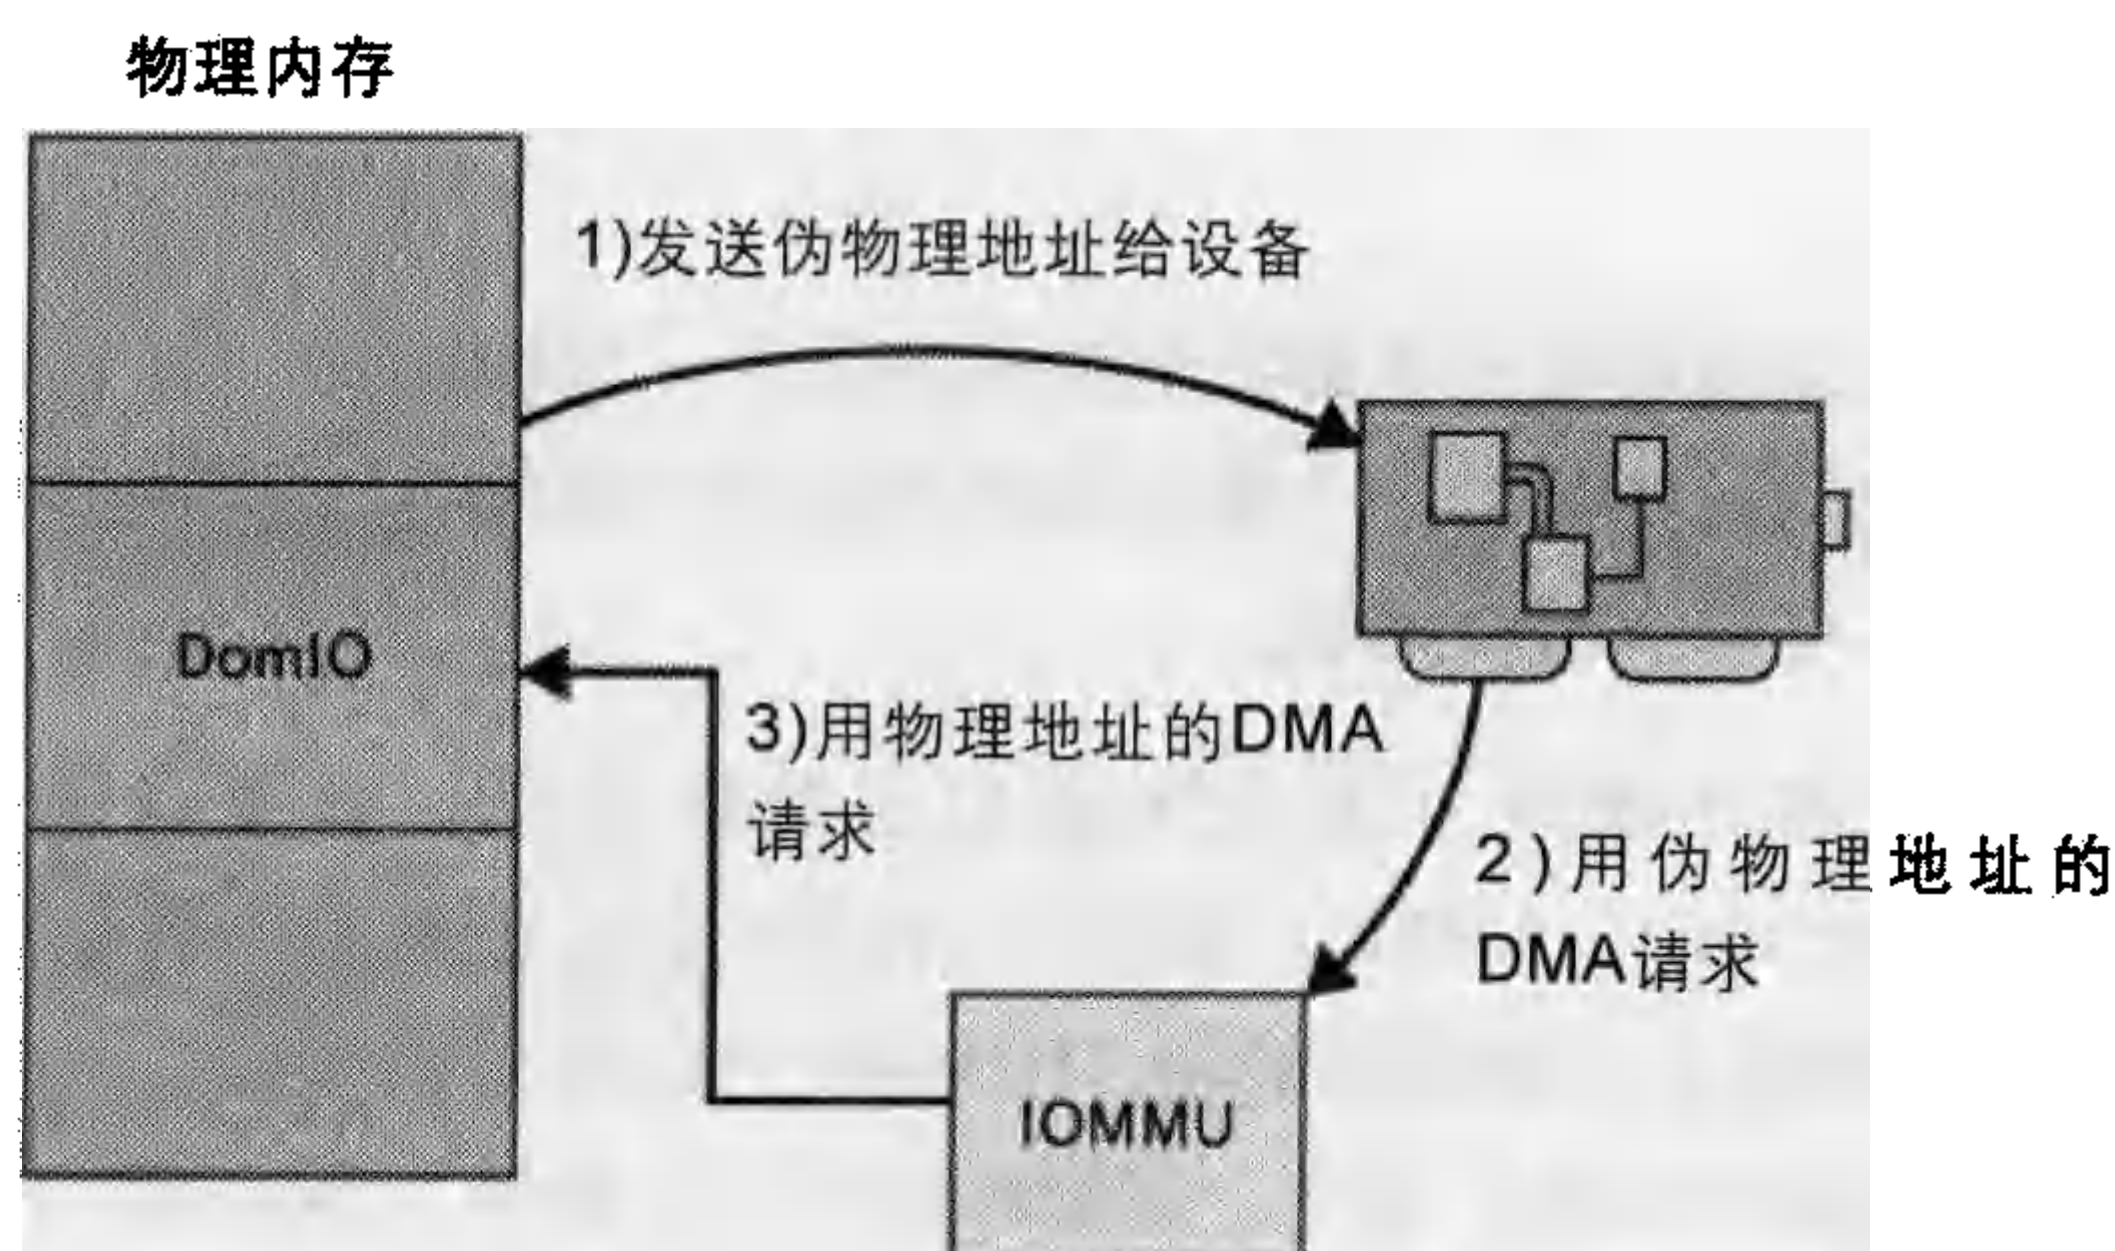 物理内存
1)发送伪物理地址给设备
DomIO
3)用物理地址的DMA
请求
2)用伪物理地址的
DMA请求
IOMMU